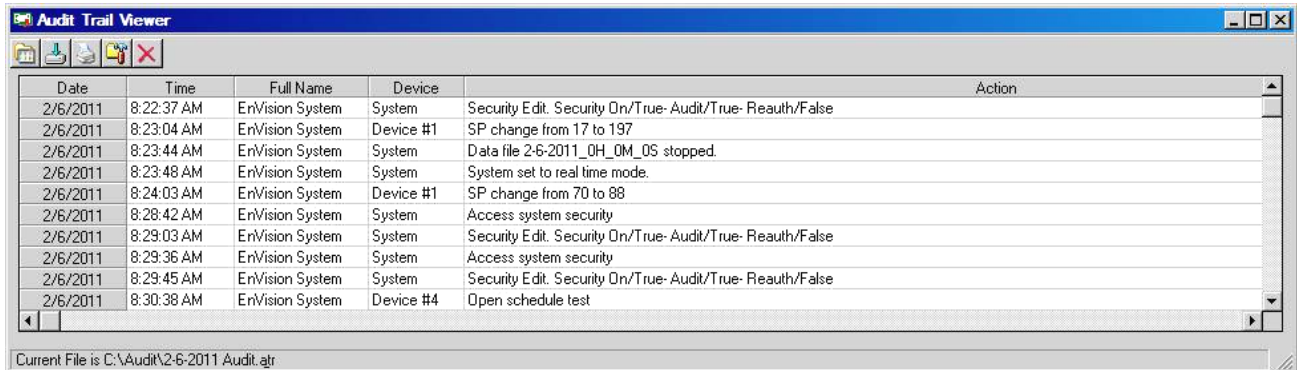 Audit Trail Viewer
Date Time Full Name Device Action
2/6/2011 8:22:37 AM EnVision System System Security Edit. Security On/True- Audit/True- Reauth/False
2/6/2011 8:23:04 AM EnVision System Device #1 SP change from 17 to 197
2/6/2011 8:23:44 AM EnVision System System Data file 2-6-2011_0H_0M_0S stopped.
2/6/2011 8:23:48 AM EnVision System System System set to real time mode.
2/6/2011 8:24:03 AM EnVision System Device #1 SP change from 70 to 88
2/6/2011 8:28:42 AM EnVision System System Access system security
2/6/2011 8:29:03 AM EnVision System System Security Edit. Security On/True- Audit/True- Reauth/False
2/6/2011 8:29:36 AM EnVision System System Access system security
2/6/2011 8:29:45 AM EnVision System System Security Edit. Security On/True- Audit/True- Reauth/False
2/6/2011 8:30:38 AM EnVision System Device #4 Open schedule test
Current File is C:\Audit\2-6-2011 Audit.atr